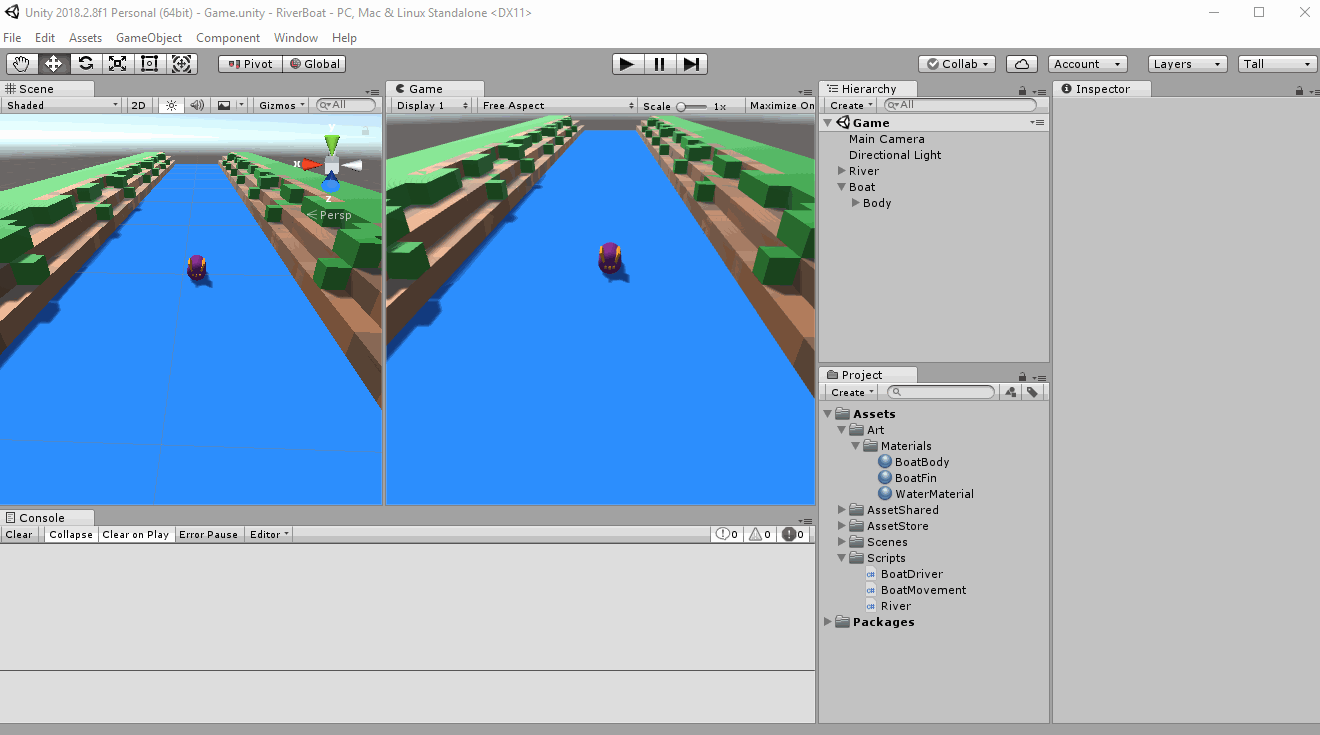 Unity 2018.2.8f1 Personal (64bit) - Game.unity - RiverBoat - PC, Mac & Linux Standalone <DX11>
File Edit Assets GameObject Component Window Help
Pivot Global Collab Account Layers Tall
Scene
Shaded 2D Gizmos All
y
x
z
Persp
Game
Display 1 Free Aspect Scale 1x Maximize On
Hierarchy
Create All
Game
Main Camera
Directional Light
River
Boat
Body
Inspector
Project
Create
Assets
Art
Materials
BoatBody
BoatFin
WaterMaterial
AssetShared
AssetStore
Scenes
Scripts
C# BoatDriver
C# BoatMovement
C# River
Packages
Console
Clear Collapse Clear on Play Error Pause Editor 0 0 0